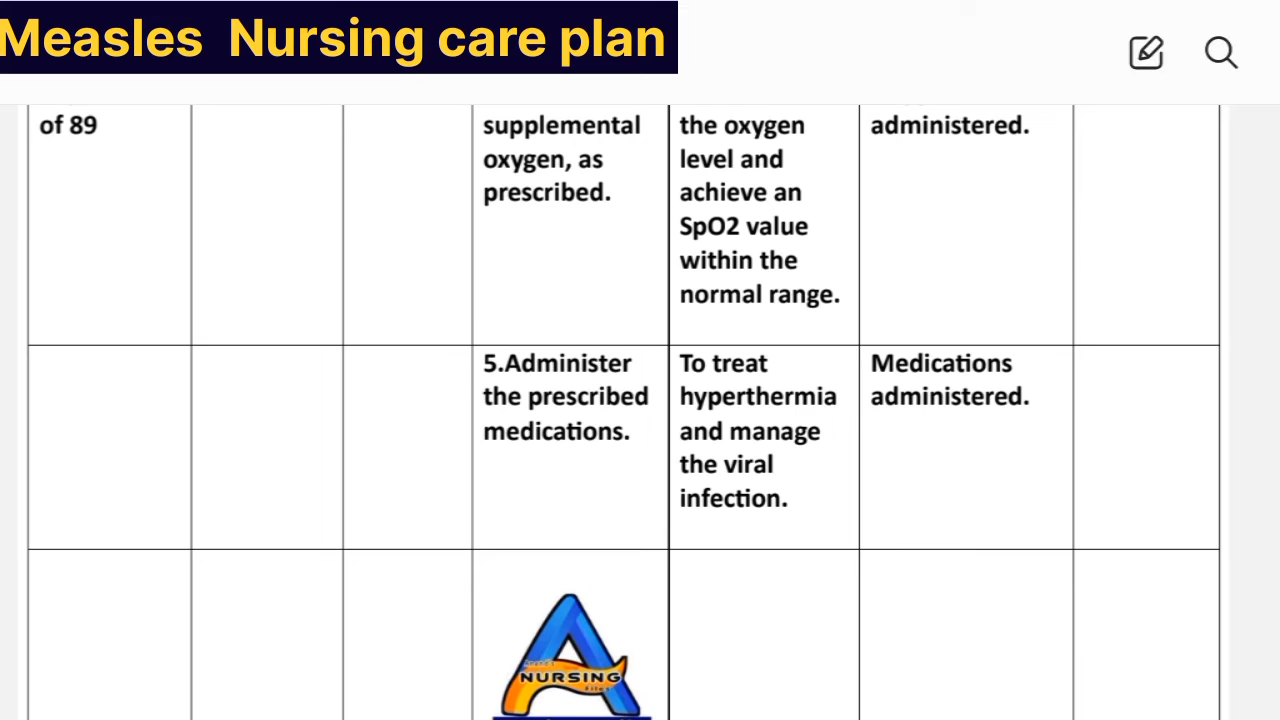 Measles Nursing care plan
of 89
supplemental
oxygen, as
prescribed.
the oxygen
level and
achieve an
SpO2 value
within the
normal range.
administered.
5.Administer
the prescribed
medications.
To treat
hyperthermia
and manage
the viral
infection.
Medications
administered.
NURSING
files